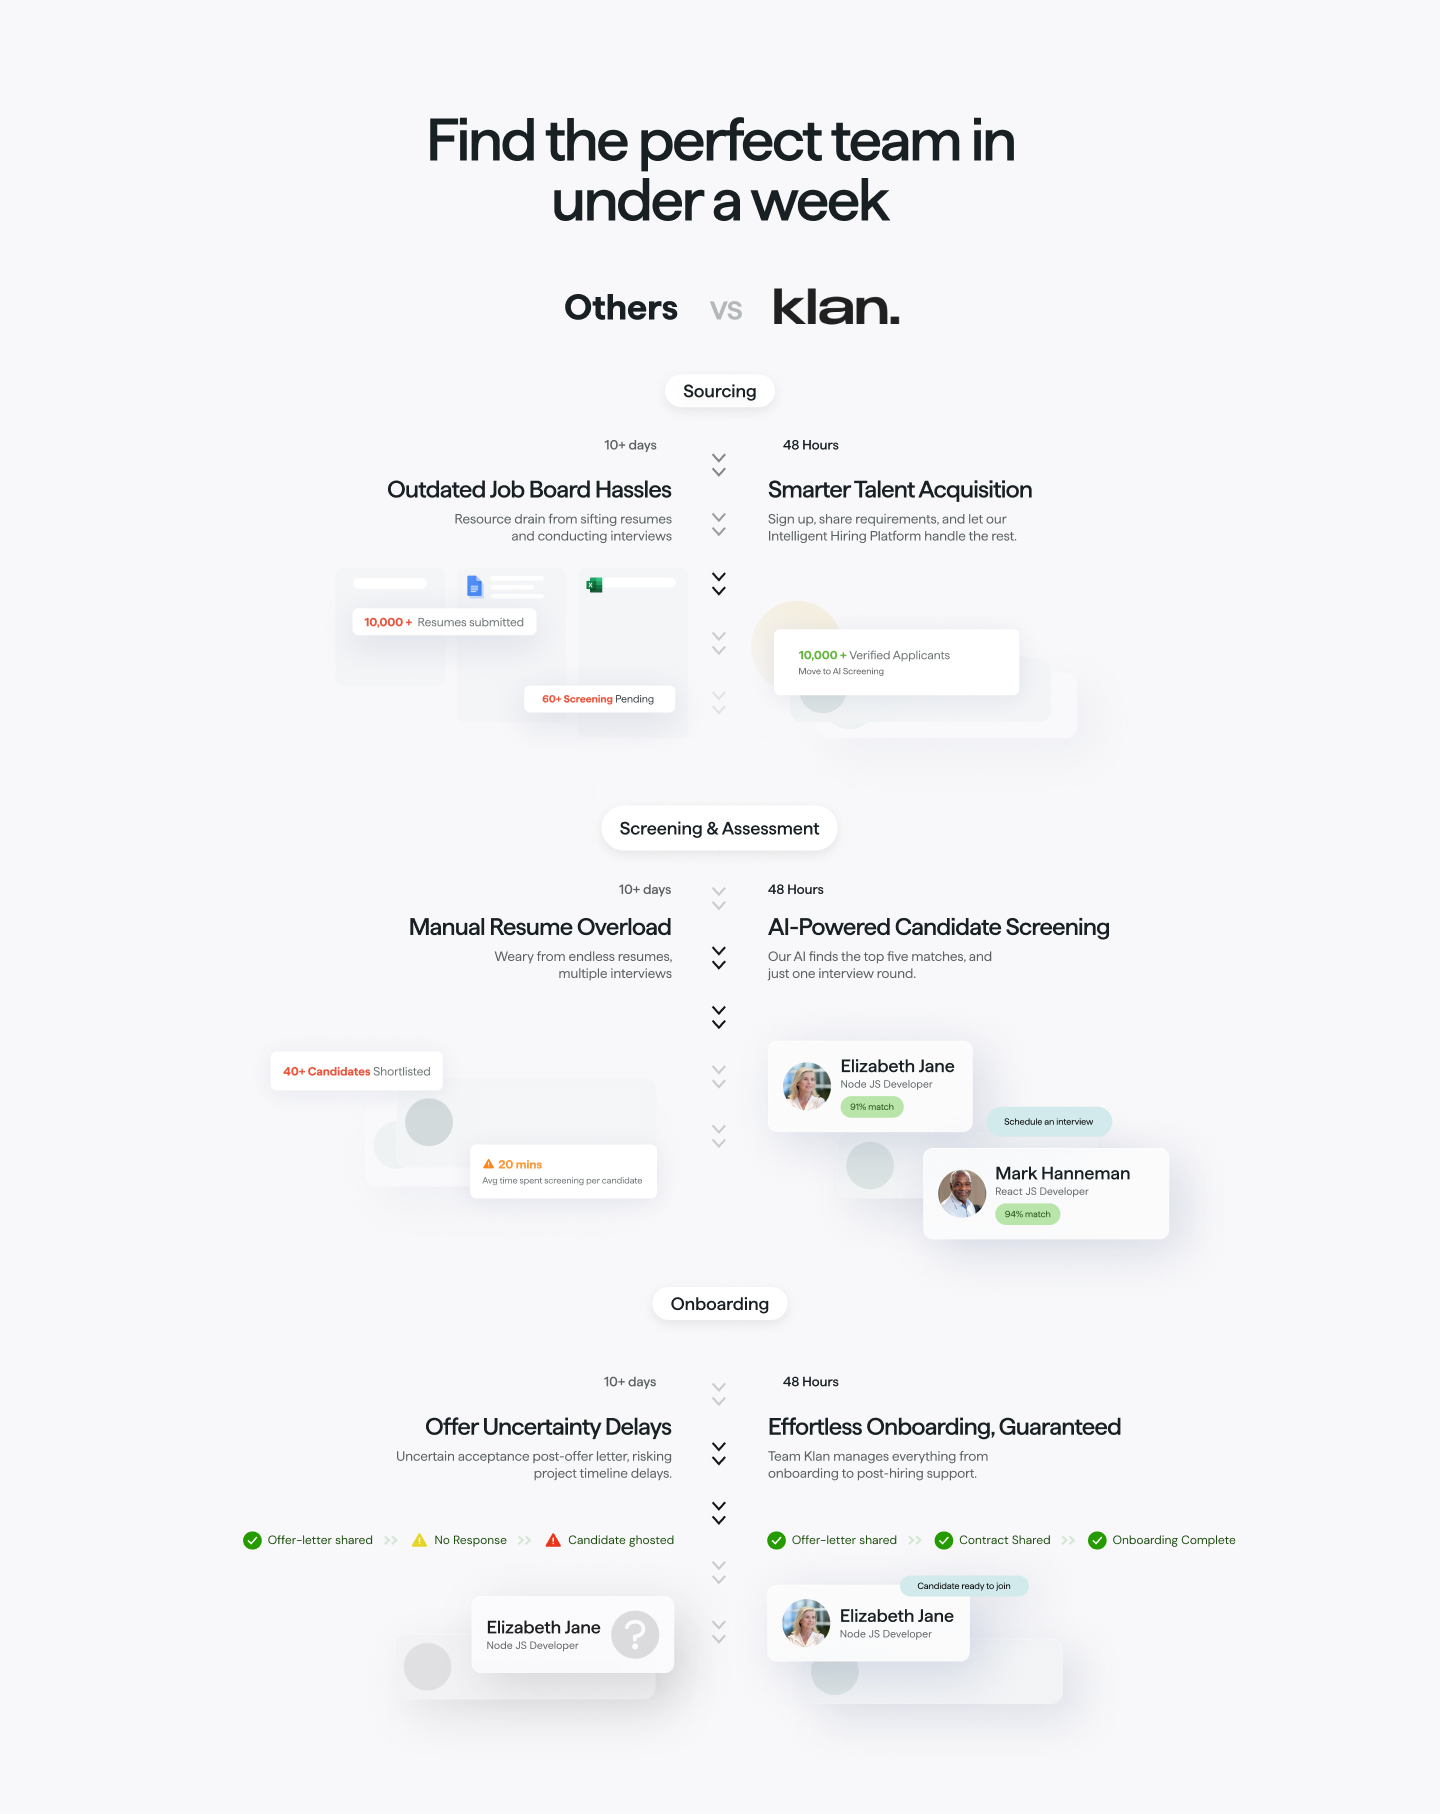 Find the perfect team in
under a week
Others vs klan.
Sourcing
10+ days
Outdated Job Board Hassles
Resource drain from sifting resumes
and conducting interviews
10,000 + Resumes submitted
60+ Screening Pending
48 Hours
Smarter Talent Acquisition
Sign up, share requirements, and let our
Intelligent Hiring Platform handle the rest.
10,000 + Verified Applicants
Move to AI Screening
Screening & Assessment
10+ days
Manual Resume Overload
Weary from endless resumes,
multiple interviews
40+ Candidates Shortlisted
20 mins
Avg time spent screening per candidate
48 Hours
AI-Powered Candidate Screening
Our AI finds the top five matches, and
just one interview round.
Elizabeth Jane
Node JS Developer
91% match
Schedule an interview
Mark Hanneman
React JS Developer
94% match
Onboarding
10+ days
Offer Uncertainty Delays
Uncertain acceptance post-offer letter, risking
project timeline delays.
Offer-letter shared >> No Response >> Candidate ghosted
Elizabeth Jane
Node JS Developer
?
48 Hours
Effortless Onboarding, Guaranteed
Team Klan manages everything from
onboarding to post-hiring support.
Offer-letter shared >> Contract Shared >> Onboarding Complete
Candidate ready to join
Elizabeth Jane
Node JS Developer